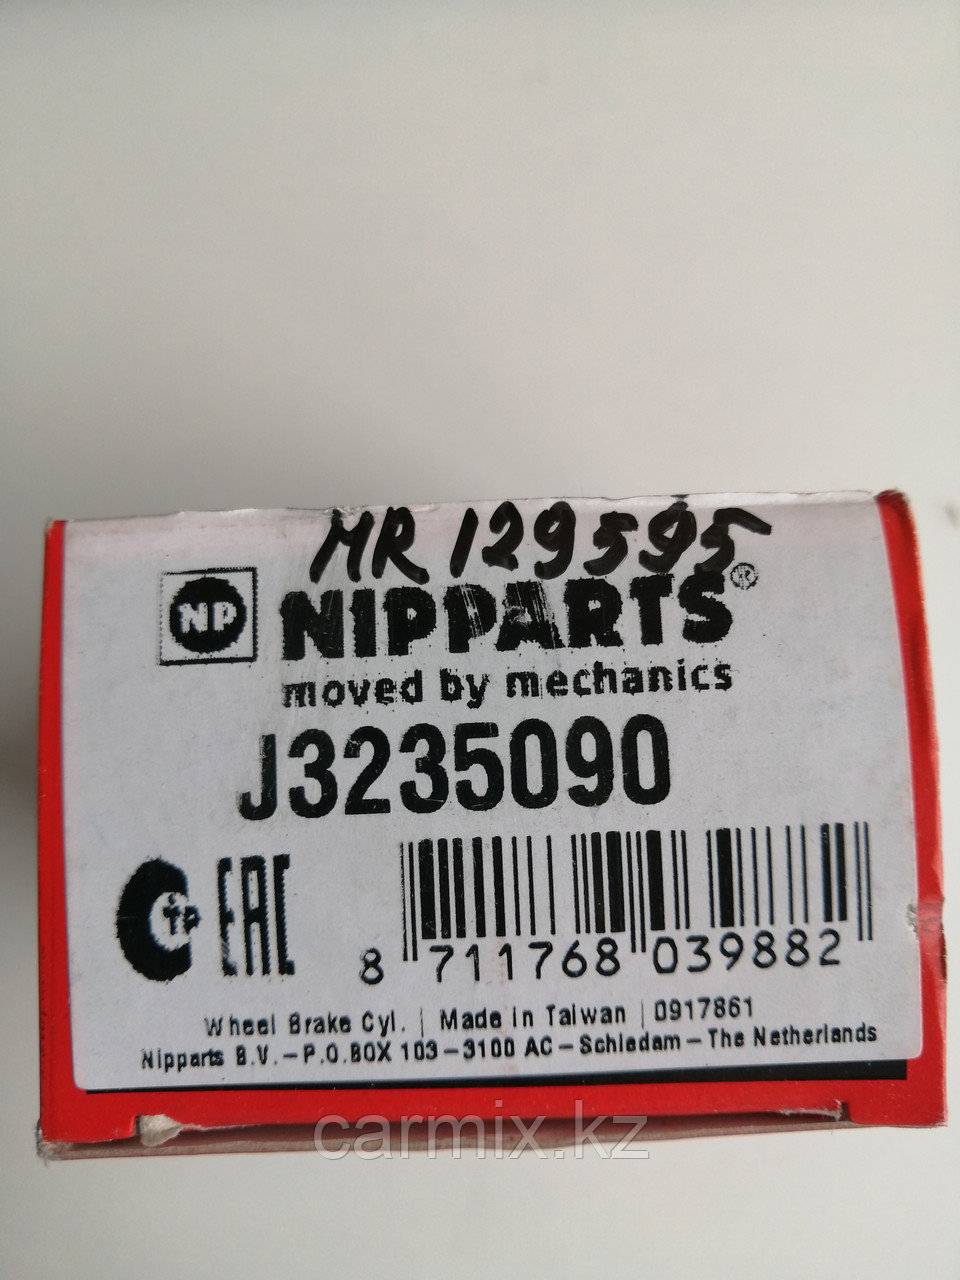 MR 129595
NP NIPPARTS®
moved by mechanics
J3235090
C TP EAC
8 711768 039882
Wheel Brake Cyl. | Made in Taiwan | 0917861
Nipparts B.V. – P.O.BOX 103 – 3100 AC – Schiedam – The Netherlands
carmix.kz